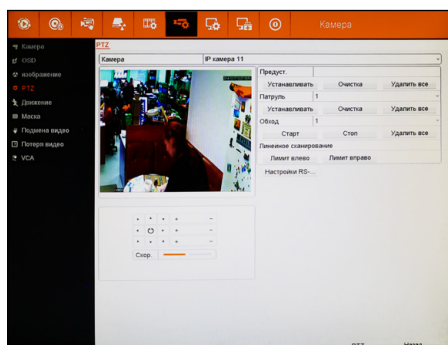 Камера
Камера
OSD
изображение
PTZ
Движение
Маска
Подмена видео
Потеря видео
VCA
PTZ
Камера IP камера 11
Предуст.
Устанавливать Очистка Удалить все
Патруль 1
Устанавливать Очистка Удалить все
Обход 1
Старт Стоп Удалить все
Линейное сканирование
Лимит влево Лимит вправо
Настройки RS-...
Скор.
PTZ Назад